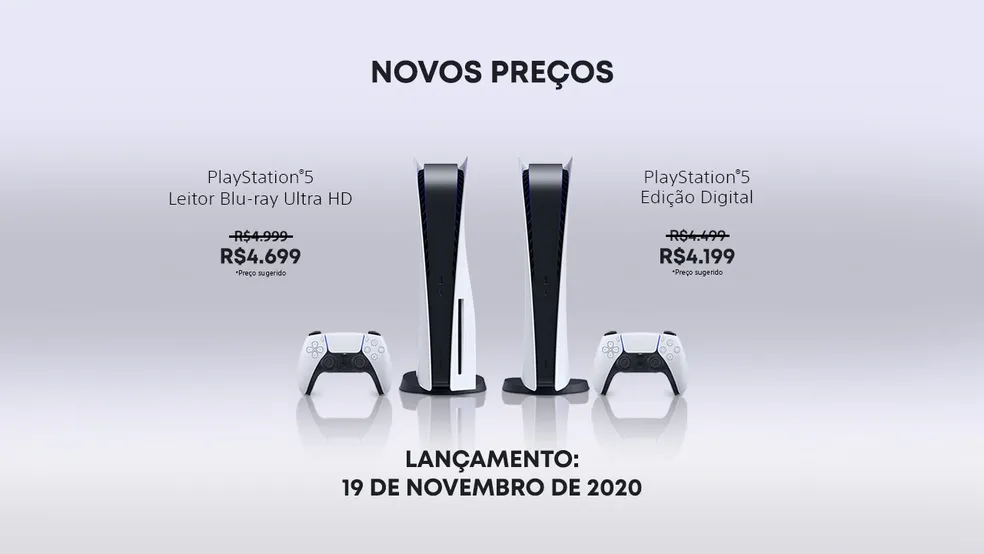 NOVOS PREÇOS
PlayStation®5
Leitor Blu-ray Ultra HD
R$4.999
R$4.699
*Preço sugerido
PlayStation®5
Edição Digital
R$4.499
R$4.199
*Preço sugerido
LANÇAMENTO:
19 DE NOVEMBRO DE 2020